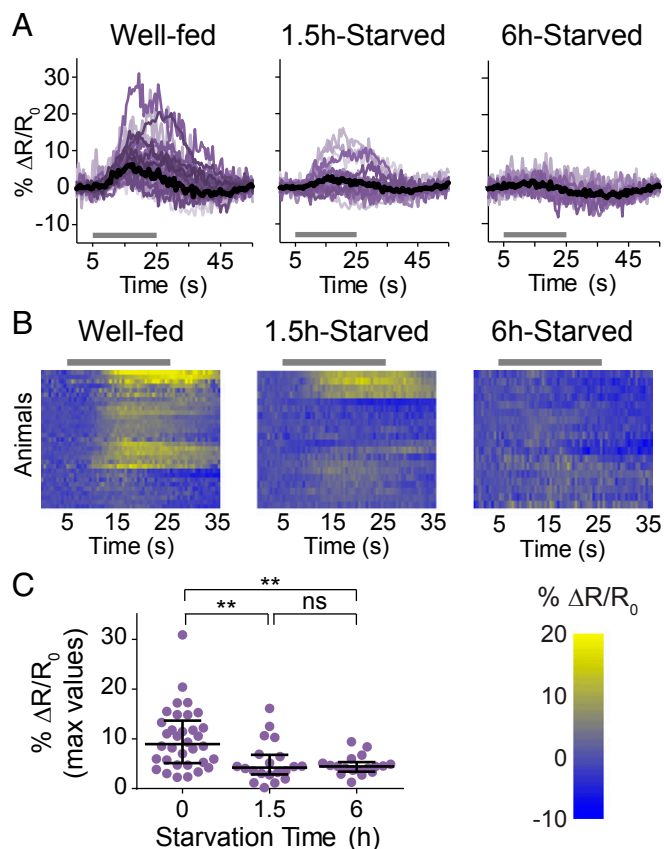 A
Well-fed 1.5h-Starved 6h-Starved
% ΔR/R0
30
20
10
0
-10
5 25 45 5 25 45 5 25 45
Time (s) Time (s) Time (s)
B
Well-fed 1.5h-Starved 6h-Starved
Animals
5 15 25 35 5 15 25 35 5 15 25 35
Time (s) Time (s) Time (s)
C
**
** ns
% ΔR/R0
(max values)
30
20
10
0
0 1.5 6
Starvation Time (h)
% ΔR/R0
20
10
0
-10